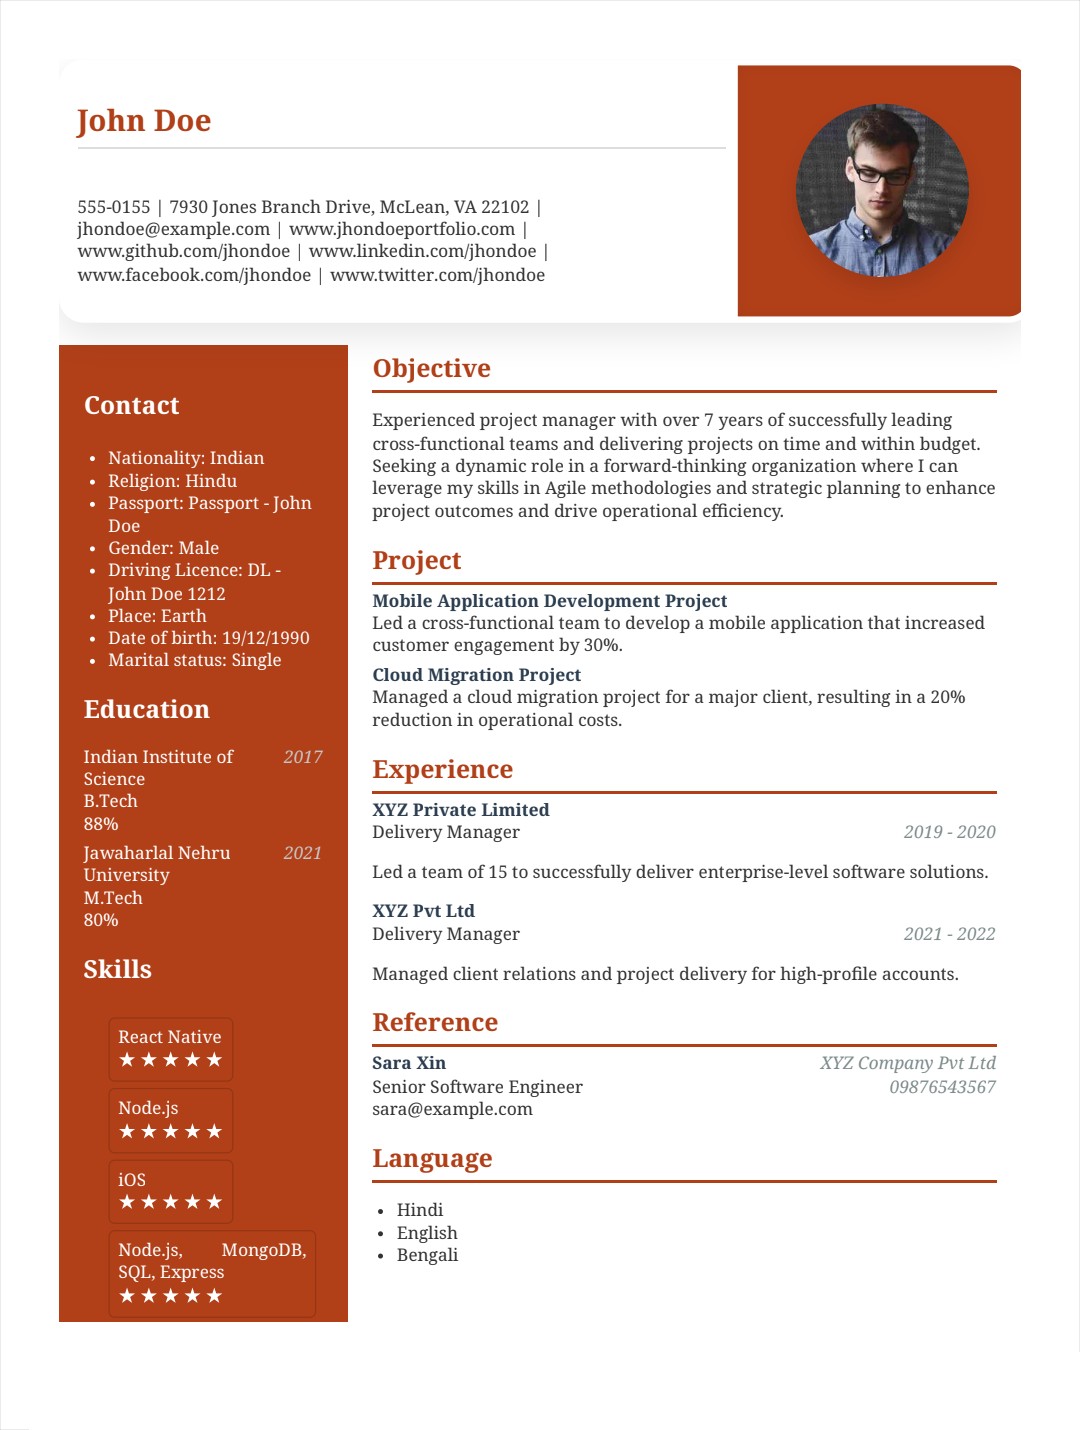 John Doe
555-0155 | 7930 Jones Branch Drive, McLean, VA 22102 |
jhondoe@example.com | www.jhondoeportfolio.com |
www.github.com/jhondoe | www.linkedin.com/jhondoe |
www.facebook.com/jhondoe | www.twitter.com/jhondoe
Contact
• Nationality: Indian
• Religion: Hindu
• Passport: Passport - John
Doe
• Gender: Male
• Driving Licence: DL -
John Doe 1212
• Place: Earth
• Date of birth: 19/12/1990
• Marital status: Single
Education
Indian Institute of 2017
Science
B.Tech
88%
Jawaharlal Nehru 2021
University
M.Tech
80%
Skills
React Native
★★★★★
Node.js
★★★★★
iOS
★★★★★
Node.js, MongoDB,
SQL, Express
★★★★★
Objective
Experienced project manager with over 7 years of successfully leading
cross-functional teams and delivering projects on time and within budget.
Seeking a dynamic role in a forward-thinking organization where I can
leverage my skills in Agile methodologies and strategic planning to enhance
project outcomes and drive operational efficiency.
Project
Mobile Application Development Project
Led a cross-functional team to develop a mobile application that increased
customer engagement by 30%.
Cloud Migration Project
Managed a cloud migration project for a major client, resulting in a 20%
reduction in operational costs.
Experience
XYZ Private Limited
Delivery Manager 2019 - 2020
Led a team of 15 to successfully deliver enterprise-level software solutions.
XYZ Pvt Ltd
Delivery Manager 2021 - 2022
Managed client relations and project delivery for high-profile accounts.
Reference
Sara Xin XYZ Company Pvt Ltd
Senior Software Engineer 09876543567
sara@example.com
Language
• Hindi
• English
• Bengali